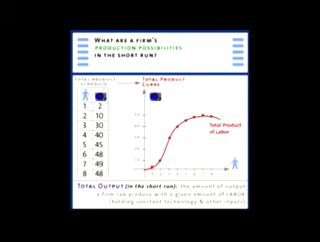 WHAT ARE A FIRM'S
PRODUCTION POSSIBILITIES
IN THE SHORT RUN?
TOTAL PRODUCT
SCHEDULE
TOTAL PRODUCT
CURVE
1 2
2 10
3 30
4 40
5 45
6 48
7 49
8 48
Total Product
of Labor
TOTAL OUTPUT (in the short run): the amount of output
a firm can produce with a given amount of LABOR
(holding constant technology & other inputs)